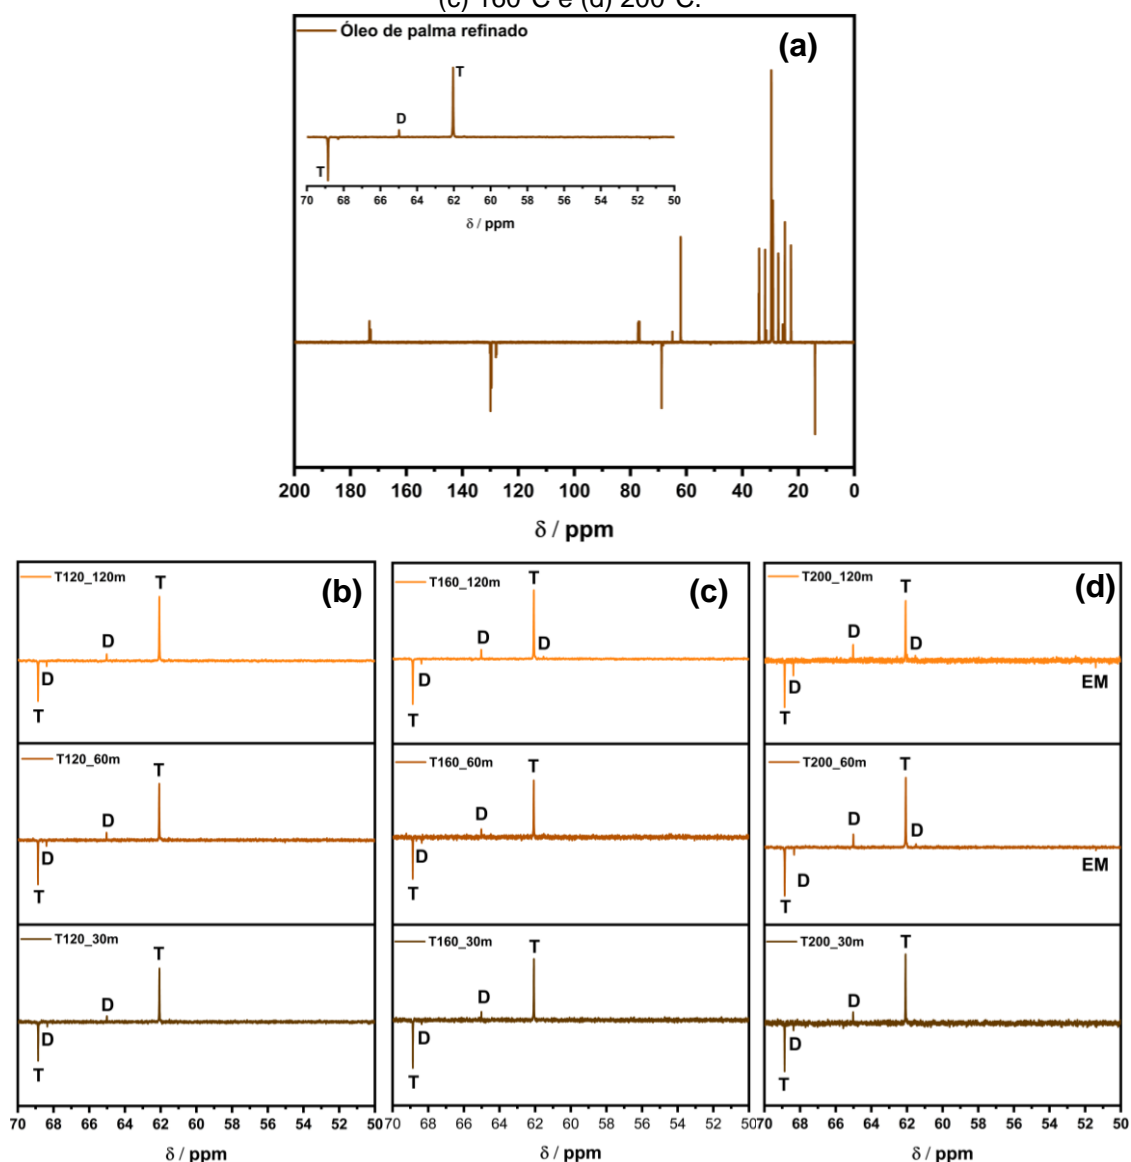 (c) 160°C e (d) 200°C.
Óleo de palma refinado
(a)
T
D
T
70 68 66 64 62 60 58 56 54 52 50
δ / ppm
200 180 160 140 120 100 80 60 40 20 0
δ / ppm
T120_120m
(b)
T
D
D
T
T120_60m
T
D
D
T
T120_30m
T
D
D
T
70 68 66 64 62 60 58 56 54 52 50
δ / ppm
T160_120m
(c)
T
D
D
D
T
T160_60m
T
D
D
T
T160_30m
T
D
D
T
70 68 66 64 62 60 58 56 54 52 50
δ / ppm
T200_120m
(d)
T
D
D
D
EM
T
T200_60m
T
D
D
EM
D
T
T200_30m
T
D
D
T
70 68 66 64 62 60 58 56 54 52 50
δ / ppm